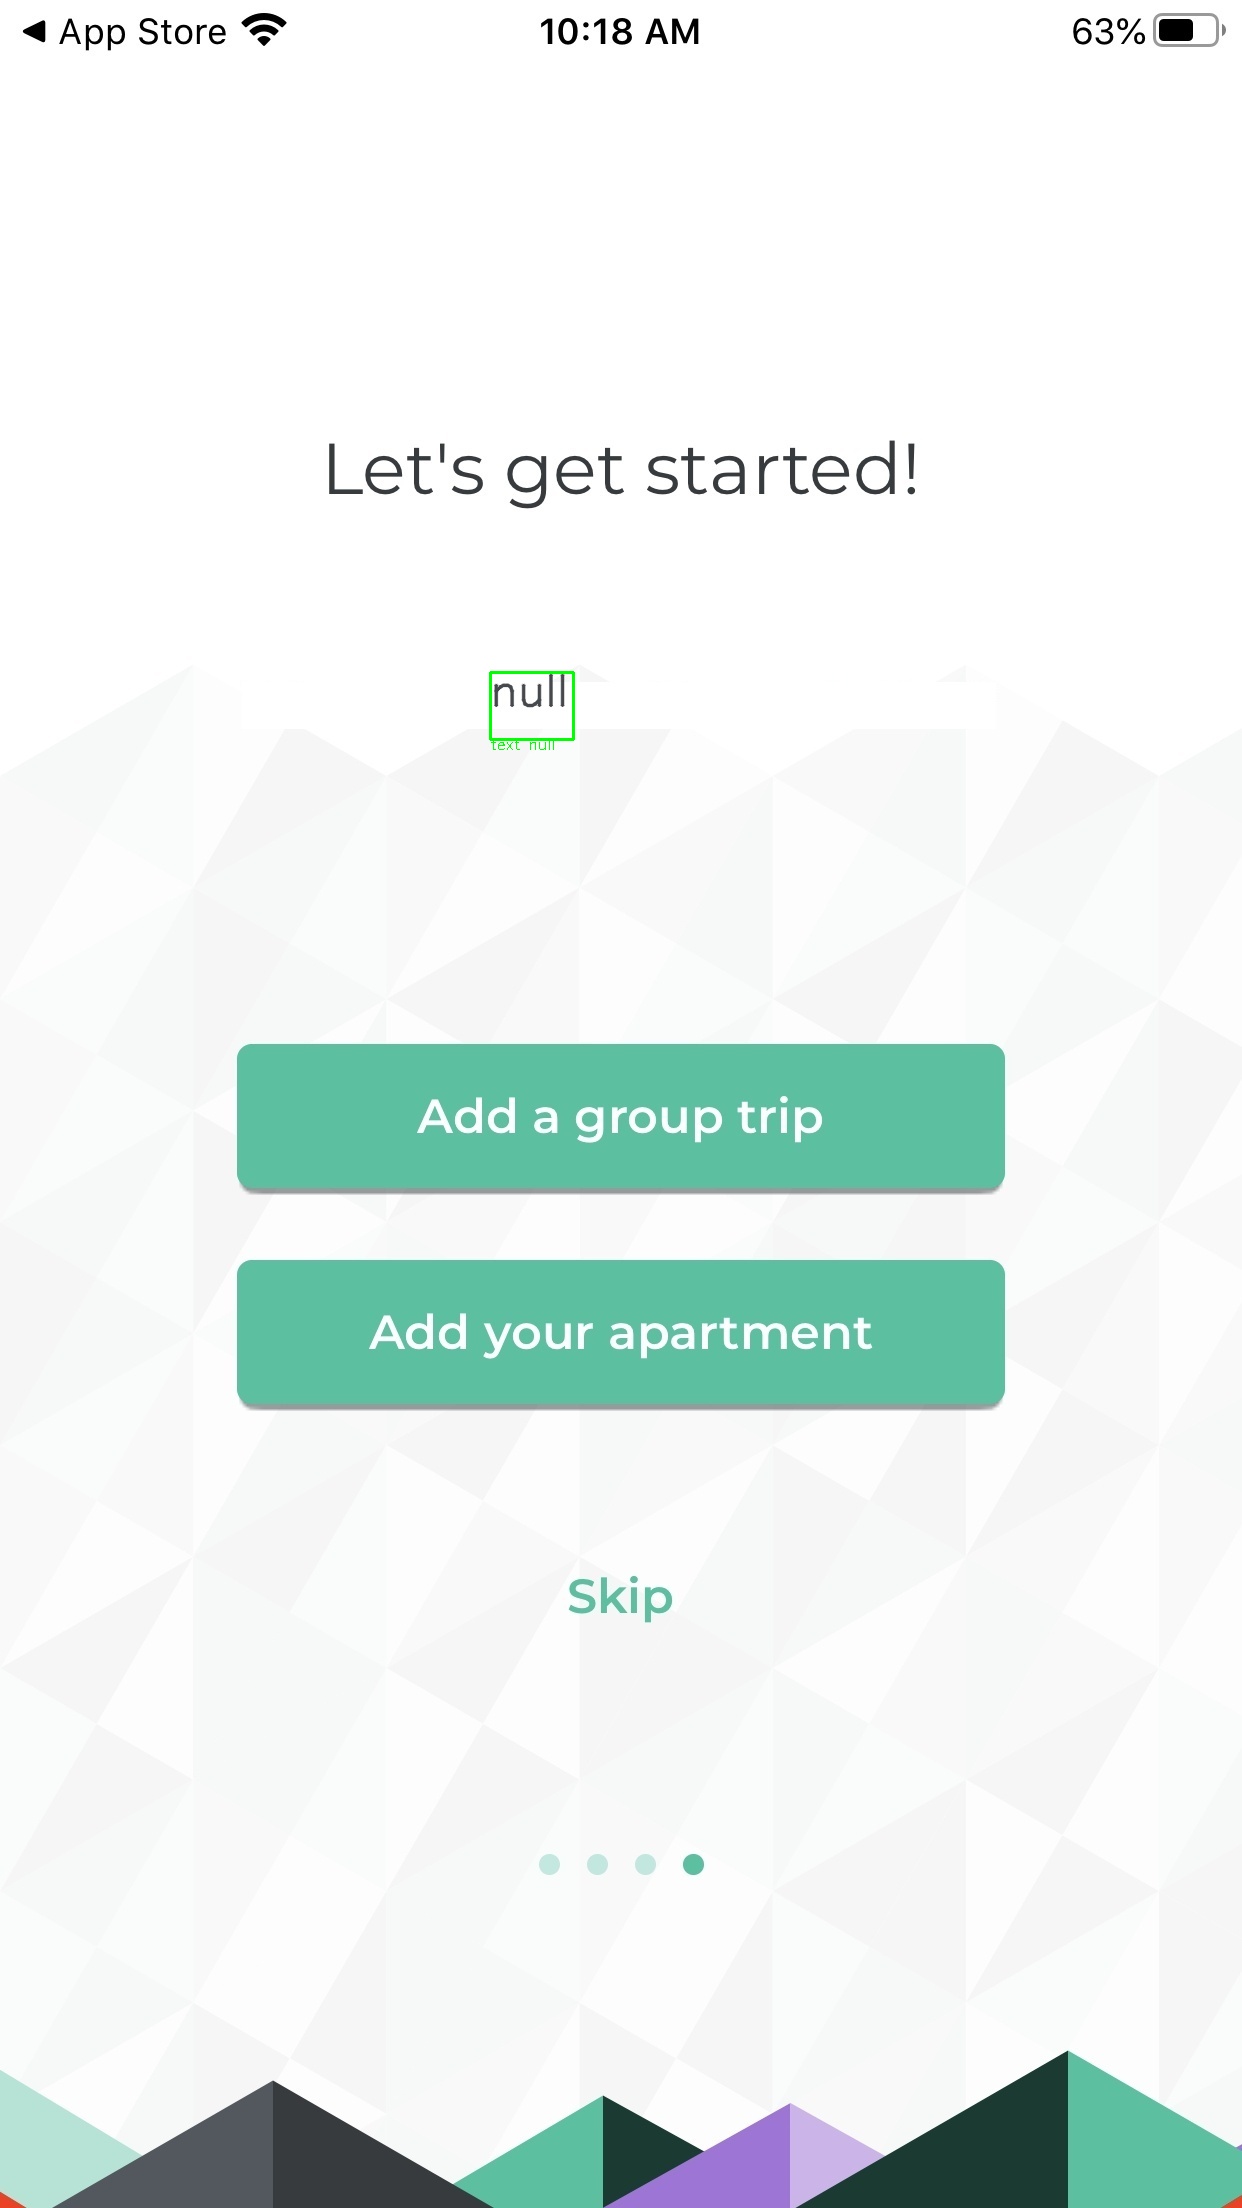 App Store 10:18 AM 63%
Let's get started!
null
text null
Add a group trip
Add your apartment
Skip